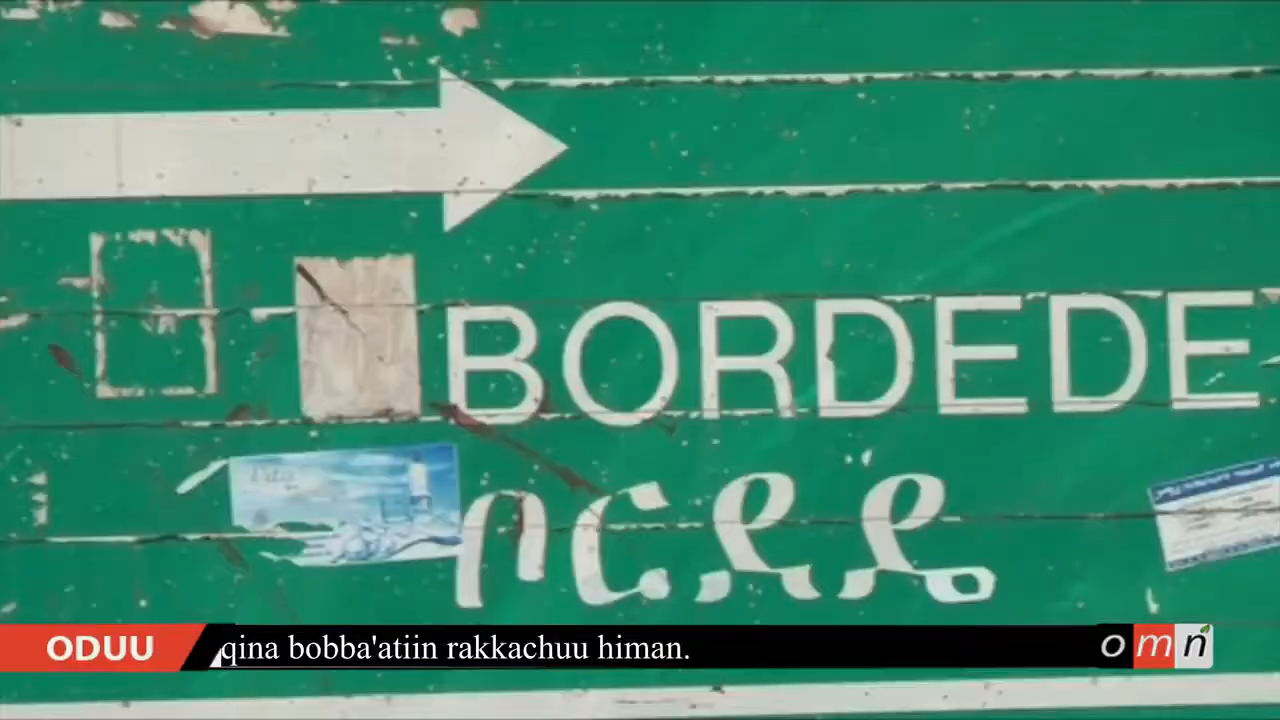 BORDEDE
ቦርደዴ
ODUU
qina bobba'atiin rakkachuu himan.
omn